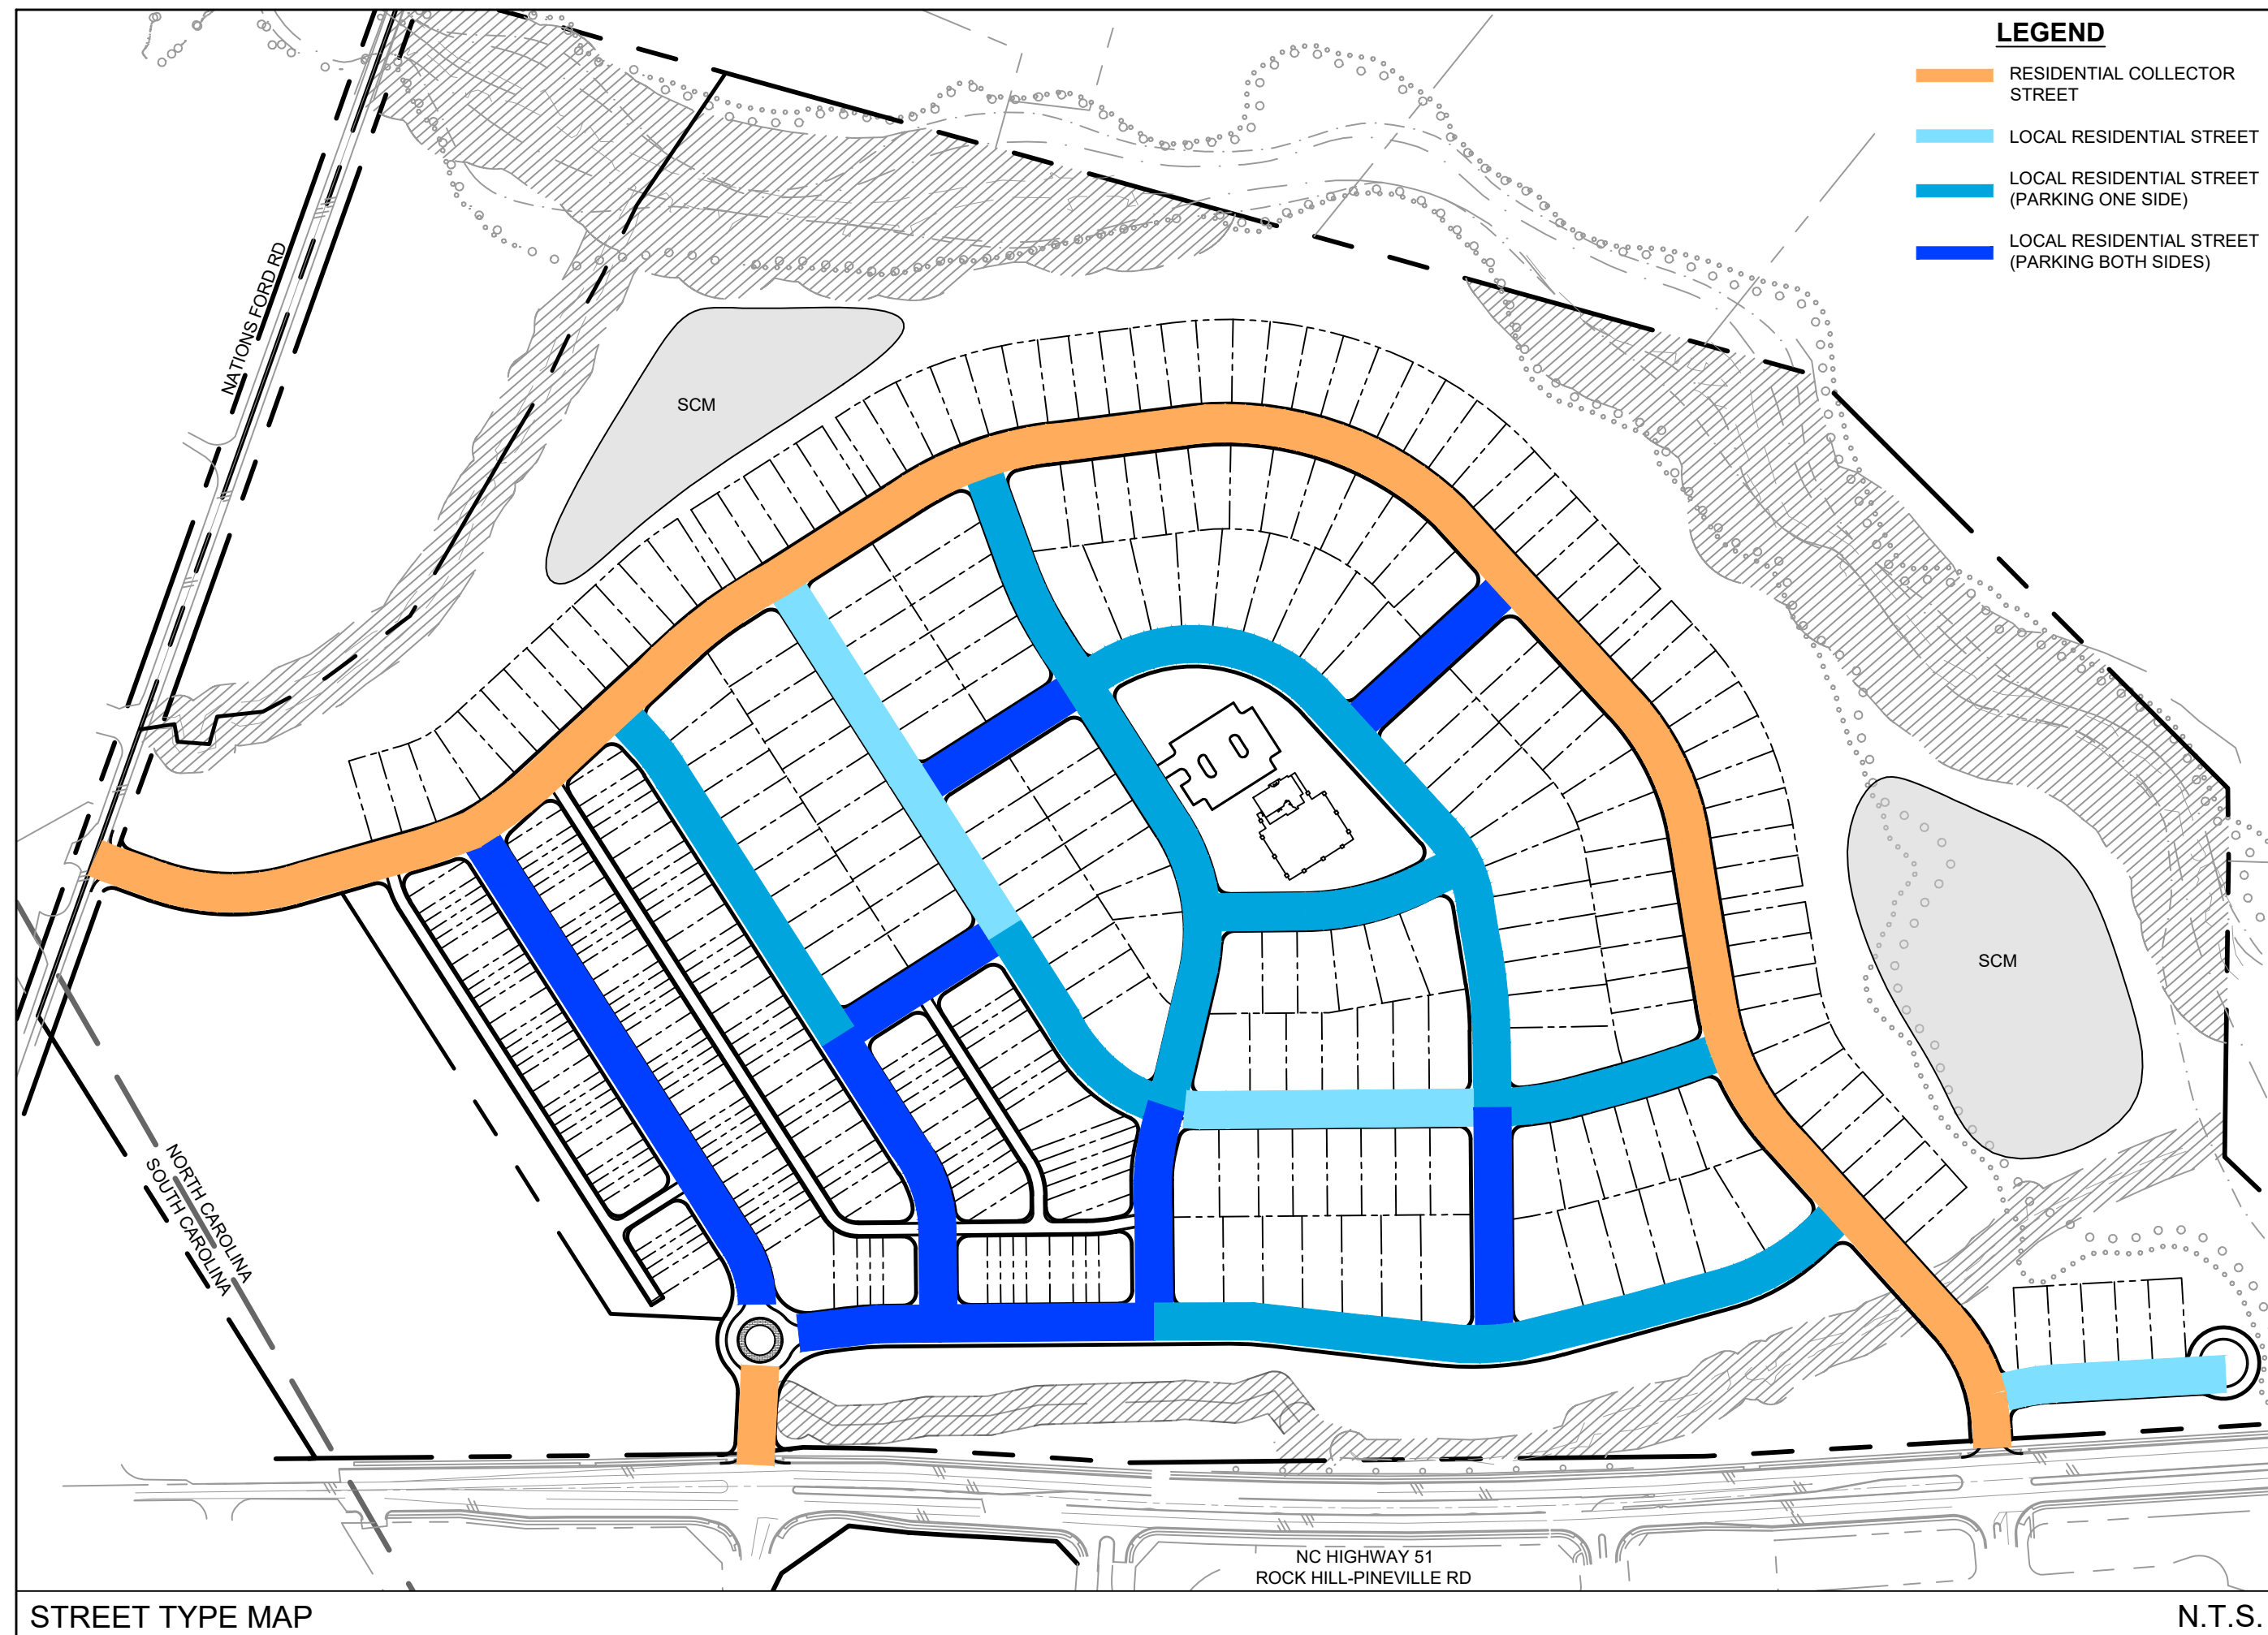 LEGEND
RESIDENTIAL COLLECTOR
STREET
LOCAL RESIDENTIAL STREET
LOCAL RESIDENTIAL STREET
(PARKING ONE SIDE)
LOCAL RESIDENTIAL STREET
(PARKING BOTH SIDES)
NATIONS FORD RD
SCM
SCM
NORTH CAROLINA
SOUTH CAROLINA
NC HIGHWAY 51
ROCK HILL-PINEVILLE RD
STREET TYPE MAP
N.T.S.